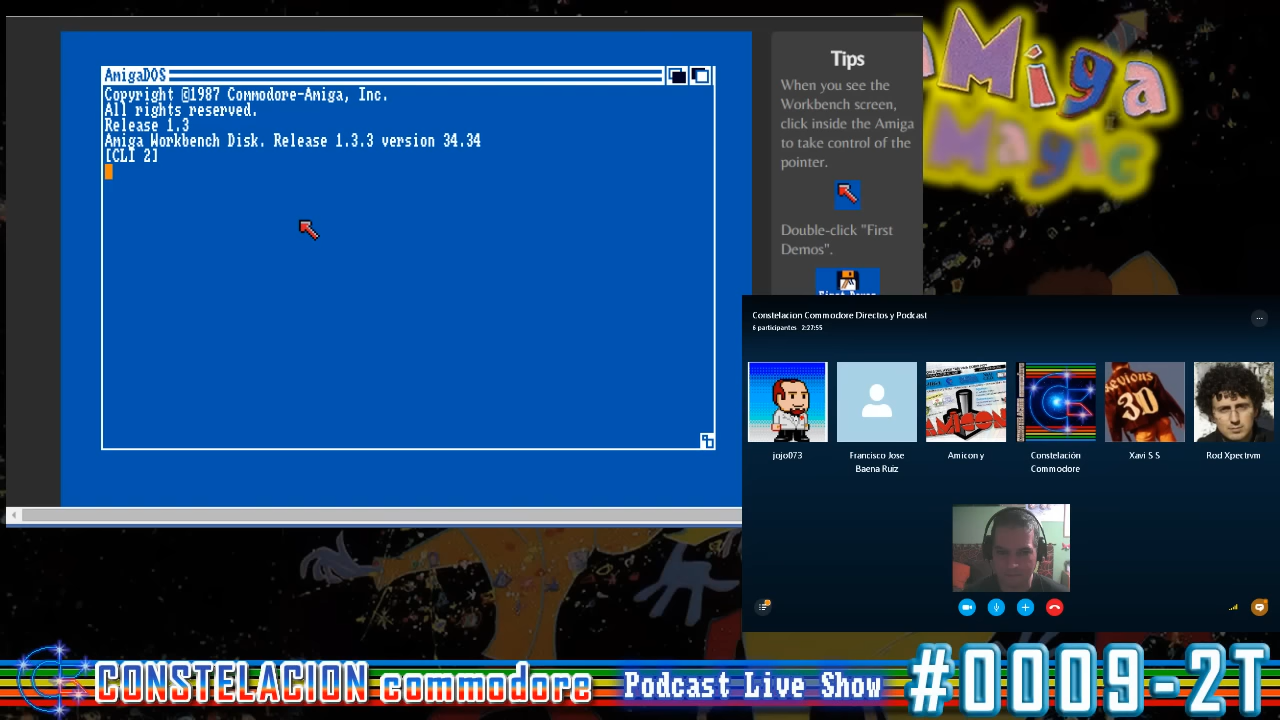 AmigaDOS
Copyright ©1987 Commodore-Amiga, Inc.
All rights reserved.
Release 1.3
Amiga Workbench Disk. Release 1.3.3 version 34.34
[CLI 2]
Tips
When you see the
Workbench screen,
click inside the Amiga
to take control of the
pointer.
Double-click "First
Demos".
AMiga
Magic
Constelacion Commodore Directos y Podcast
6 participantes 2:27:55
30
jojo073
Francisco Jose
Baena Ruiz
Amicon y
Constelación
Commodore
Xavi S S
Rod Xpectrvm
CONSTELACION commodore
Podcast Live Show
#0009-2T